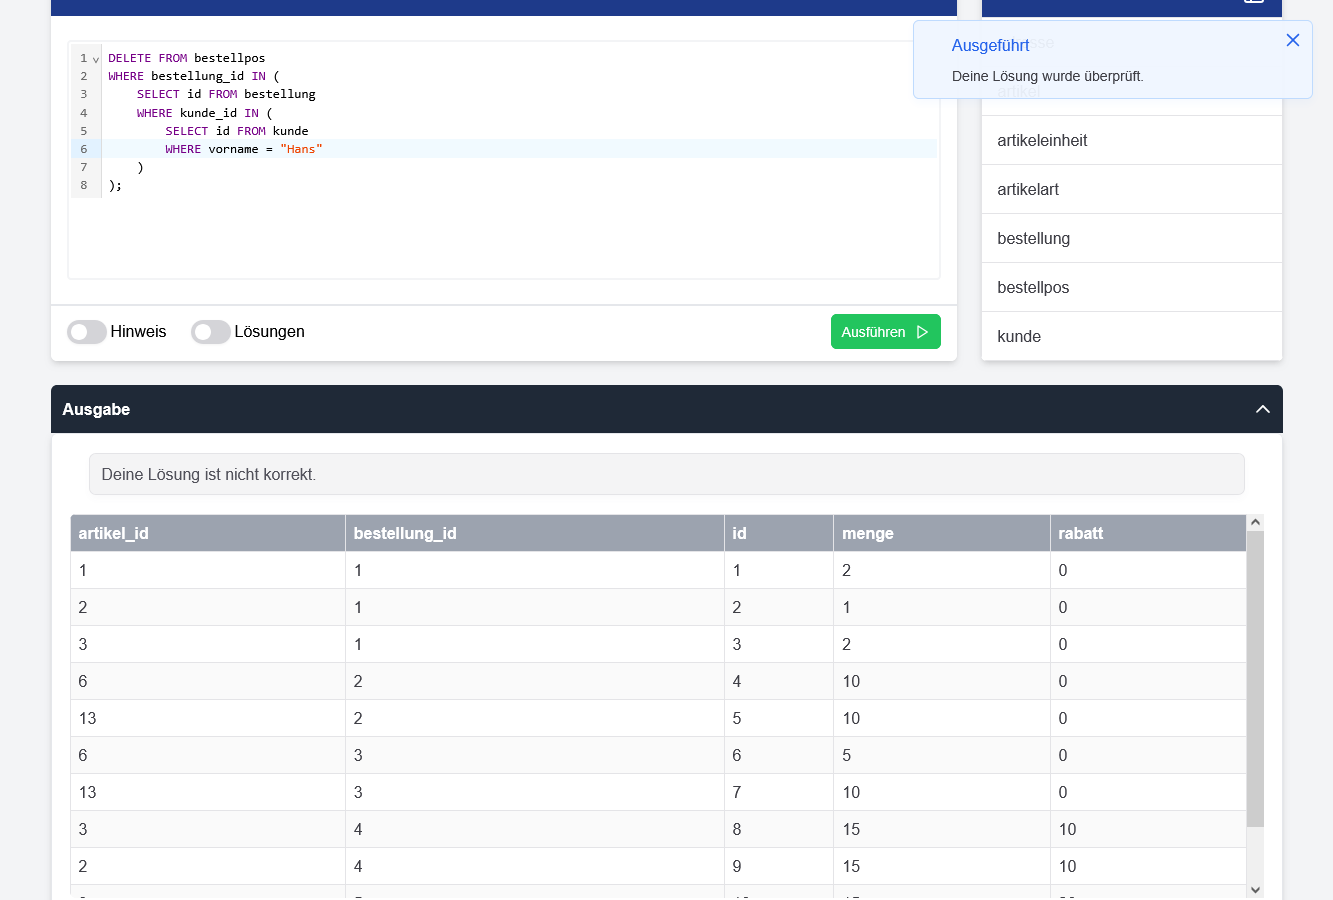 1 DELETE FROM bestellpos
2 WHERE bestellung_id IN (
3 SELECT id FROM bestellung
4 WHERE kunde_id IN (
5 SELECT id FROM kunde
6 WHERE vorname = "Hans"
7 )
8 );
Hinweis Lösungen Ausführen
Ausgeführt
Deine Lösung wurde überprüft.
artikel
artikeleinheit
artikelart
bestellung
bestellpos
kunde
Ausgabe
Deine Lösung ist nicht korrekt.
artikel_id bestellung_id id menge rabatt
1 1 1 2 0
2 1 2 1 0
3 1 3 2 0
6 2 4 10 0
13 2 5 10 0
6 3 6 5 0
13 3 7 10 0
3 4 8 15 10
2 4 9 15 10